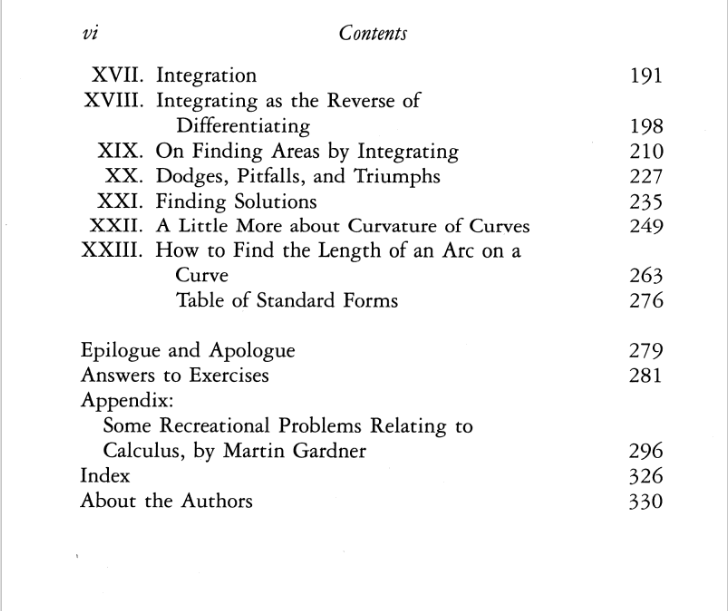 vi Contents
XVII. Integration 191
XVIII. Integrating as the Reverse of
Differentiating 198
XIX. On Finding Areas by Integrating 210
XX. Dodges, Pitfalls, and Triumphs 227
XXI. Finding Solutions 235
XXII. A Little More about Curvature of Curves 249
XXIII. How to Find the Length of an Arc on a
Curve 263
Table of Standard Forms 276
Epilogue and Apologue 279
Answers to Exercises 281
Appendix:
Some Recreational Problems Relating to
Calculus, by Martin Gardner 296
Index 326
About the Authors 330